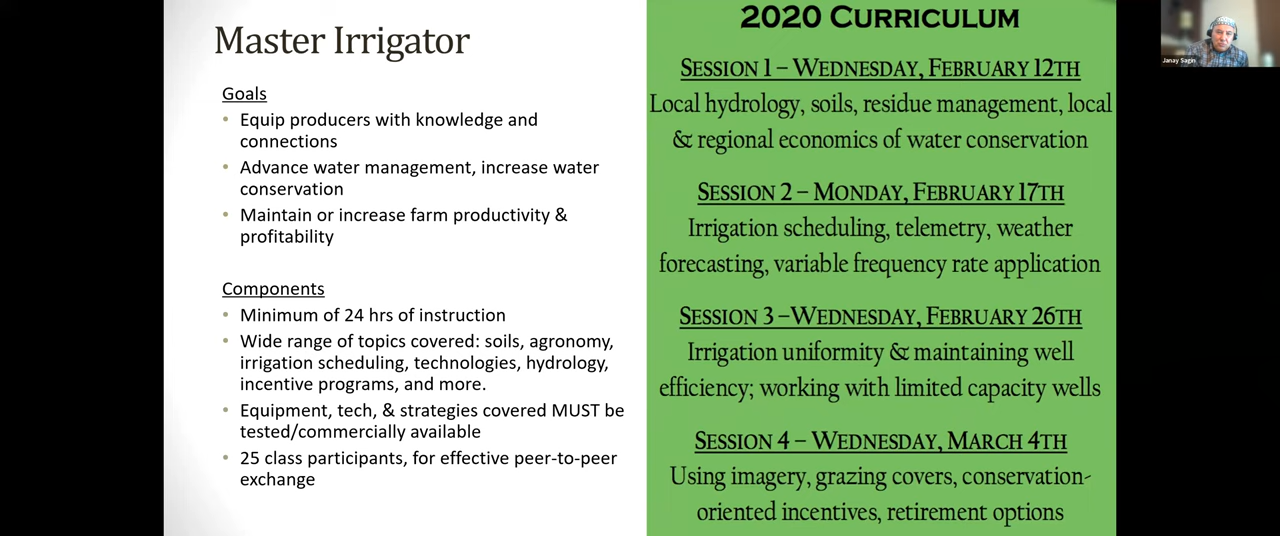 Master Irrigator
Goals
• Equip producers with knowledge and
connections
• Advance water management, increase water
conservation
• Maintain or increase farm productivity &
profitability
Components
• Minimum of 24 hrs of instruction
• Wide range of topics covered: soils, agronomy,
irrigation scheduling, technologies, hydrology,
incentive programs, and more.
• Equipment, tech, & strategies covered MUST be
tested/commercially available
• 25 class participants, for effective peer-to-peer
exchange
2020 Curriculum
Session 1 – Wednesday, February 12th
Local hydrology, soils, residue management, local
& regional economics of water conservation
Session 2 – Monday, February 17th
Irrigation scheduling, telemetry, weather
forecasting, variable frequency rate application
Session 3 –Wednesday, February 26th
Irrigation uniformity & maintaining well
efficiency; working with limited capacity wells
Session 4 – Wednesday, March 4th
Using imagery, grazing covers, conservation-
oriented incentives, retirement options
Janay Sagin